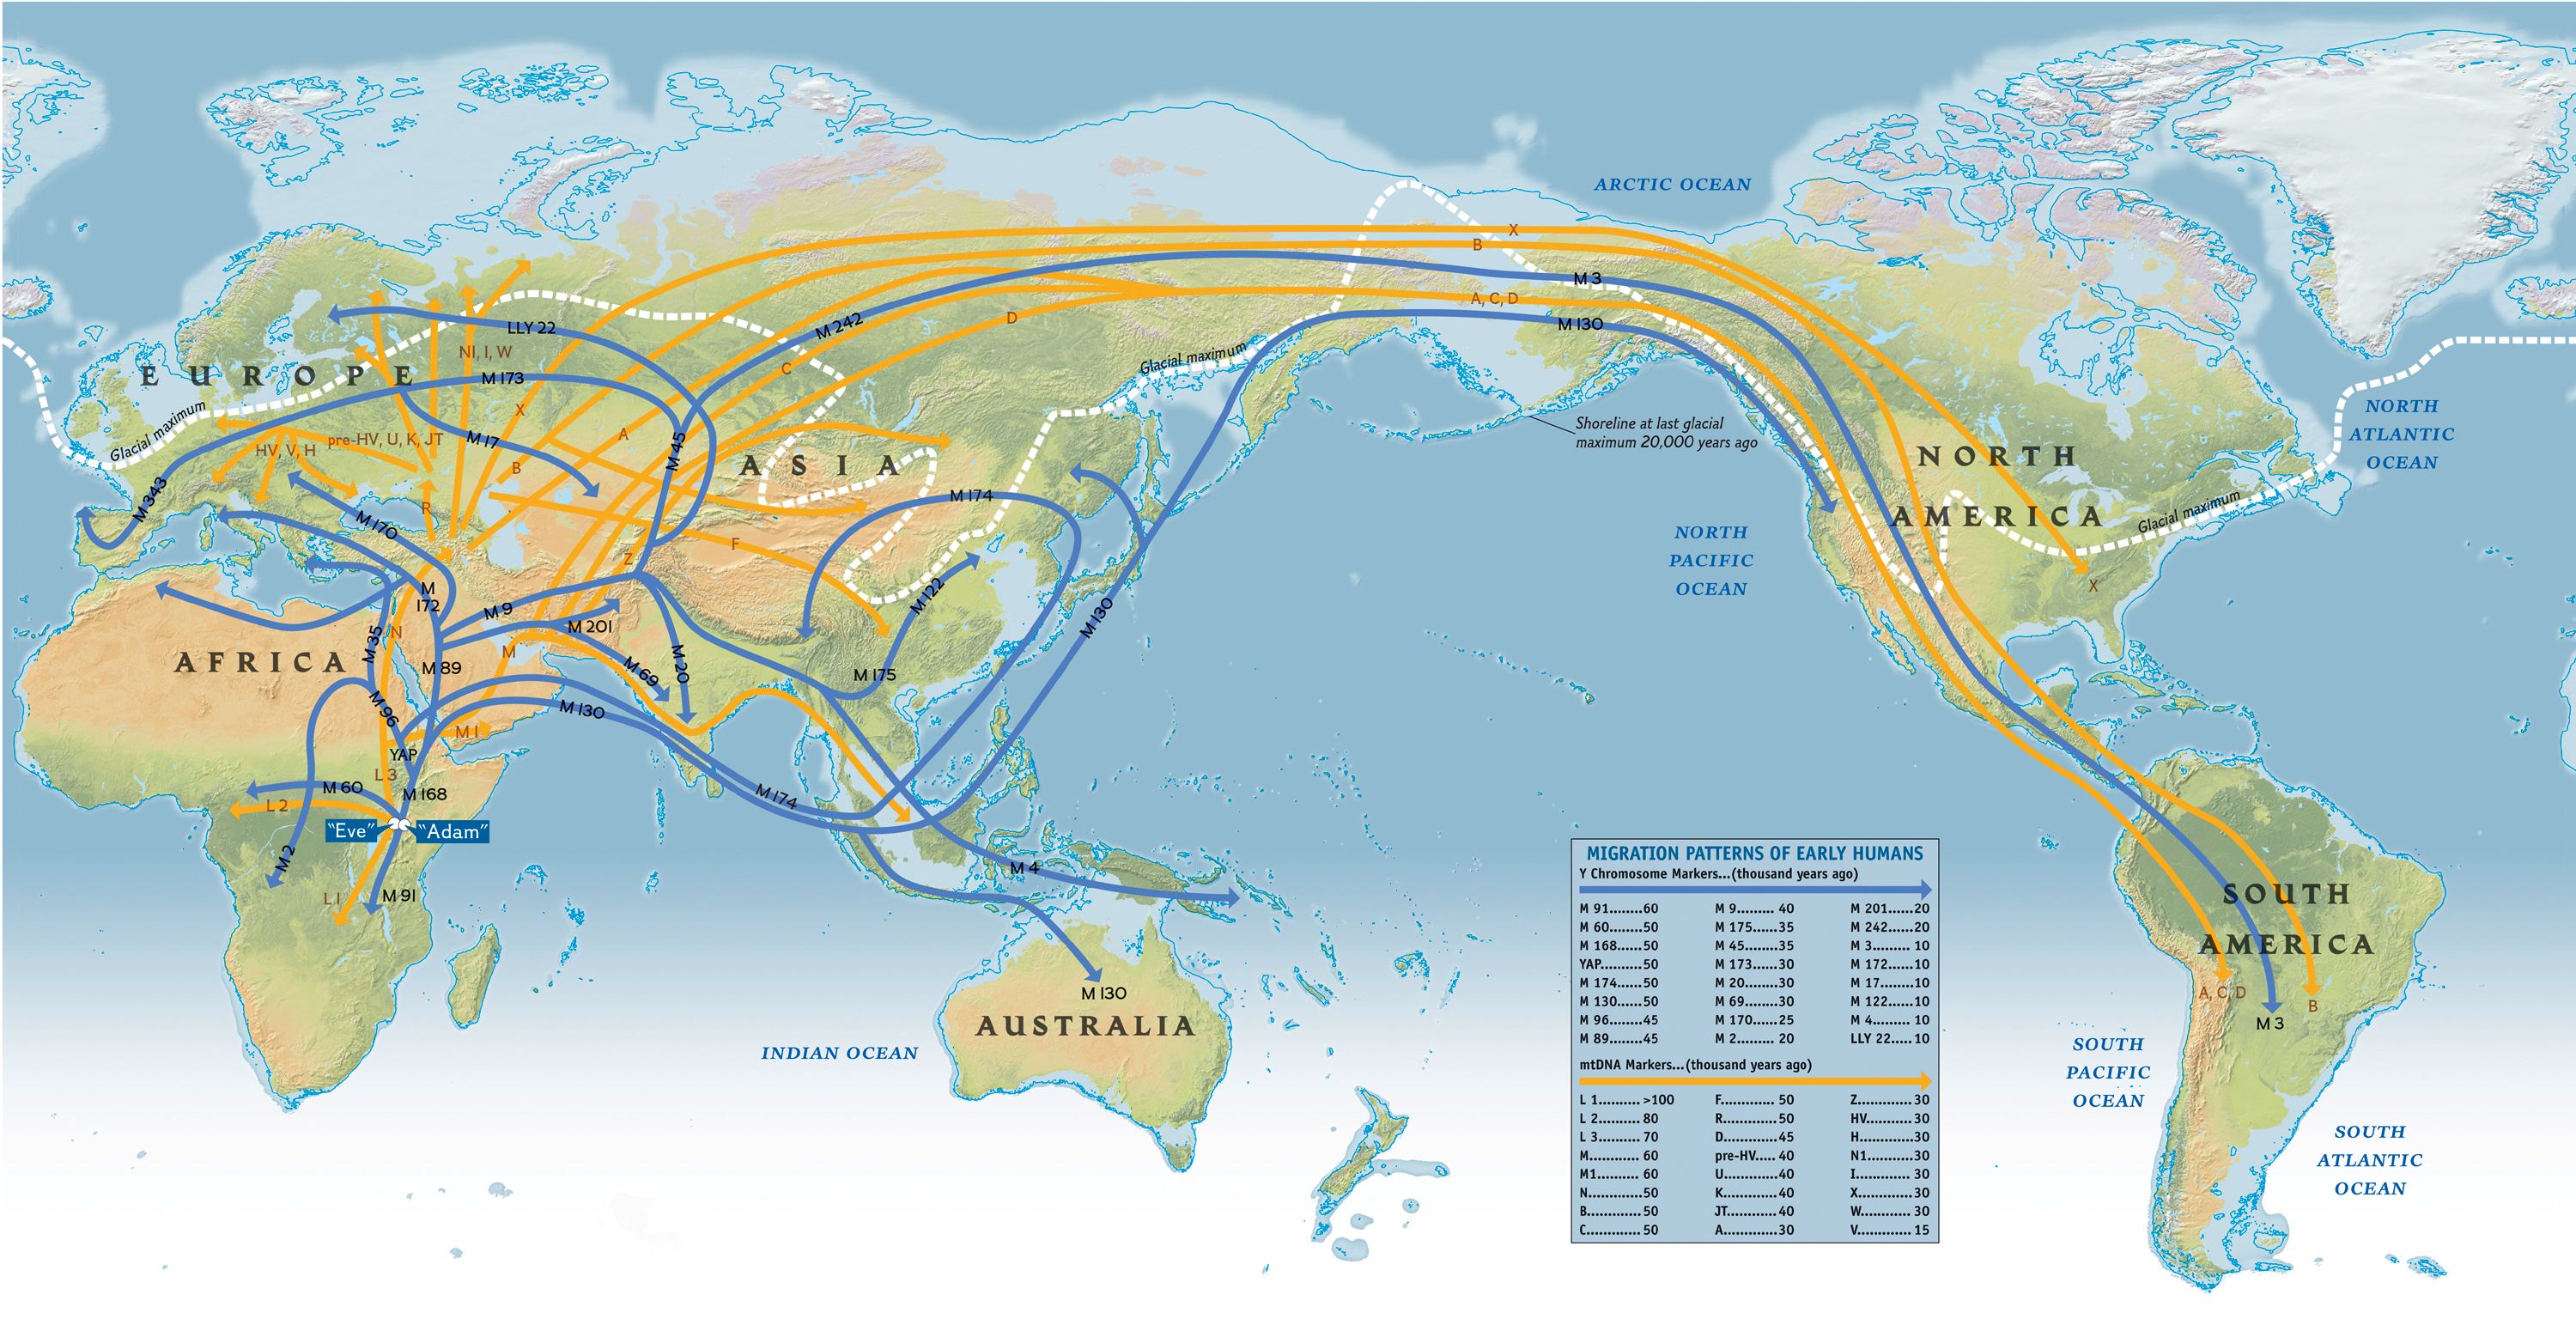 ARCTIC OCEAN
X
B
M 3
A, C, D
M 130
D
M 242
C
LLY 22
NI, I, W
M 173
EUROPE
Glacial maximum
Glacial maximum
X
A
M 45
B
M 17
pre-HV, U, K, JT
HV, V, H
M 343
M 170
R
ASIA
M 174
F
Z
Shoreline at last glacial
maximum 20,000 years ago
NORTH
AMERICA
Glacial maximum
NORTH
ATLANTIC
OCEAN
NORTH
PACIFIC
OCEAN
X
M
172
M 9
M 201
N
M 35
M
M 89
AFRICA
M 69
M 20
M 122
M 130
M 175
M 96
M 130
M 1
YAP
L 3
M 60
M 168
L 2
"Eve"
"Adam"
M 2
L 1
M 91
M 174
M 4
M 130
AUSTRALIA
INDIAN OCEAN
SOUTH
AMERICA
A, C, D
B
M 3
SOUTH
PACIFIC
OCEAN
SOUTH
ATLANTIC
OCEAN
MIGRATION PATTERNS OF EARLY HUMANS
Y Chromosome Markers...(thousand years ago)
M 91........60 M 9......... 40 M 201......20
M 60........50 M 175......35 M 242......20
M 168......50 M 45........35 M 3......... 10
YAP..........50 M 173......30 M 172......10
M 174......50 M 20........30 M 17........10
M 130......50 M 69........30 M 122......10
M 96........45 M 170......25 M 4......... 10
M 89........45 M 2......... 20 LLY 22.....10
mtDNA Markers...(thousand years ago)
L 1.......... >100 F............. 50 Z.............30
L 2.......... 80 R.............50 HV...........30
L 3.......... 70 D.............45 H.............30
M............ 60 pre-HV..... 40 N1...........30
M1.......... 60 U.............40 I.............. 30
N.............50 K.............40 X............. 30
B.............50 JT............40 W............ 30
C............. 50 A.............30 V............. 15